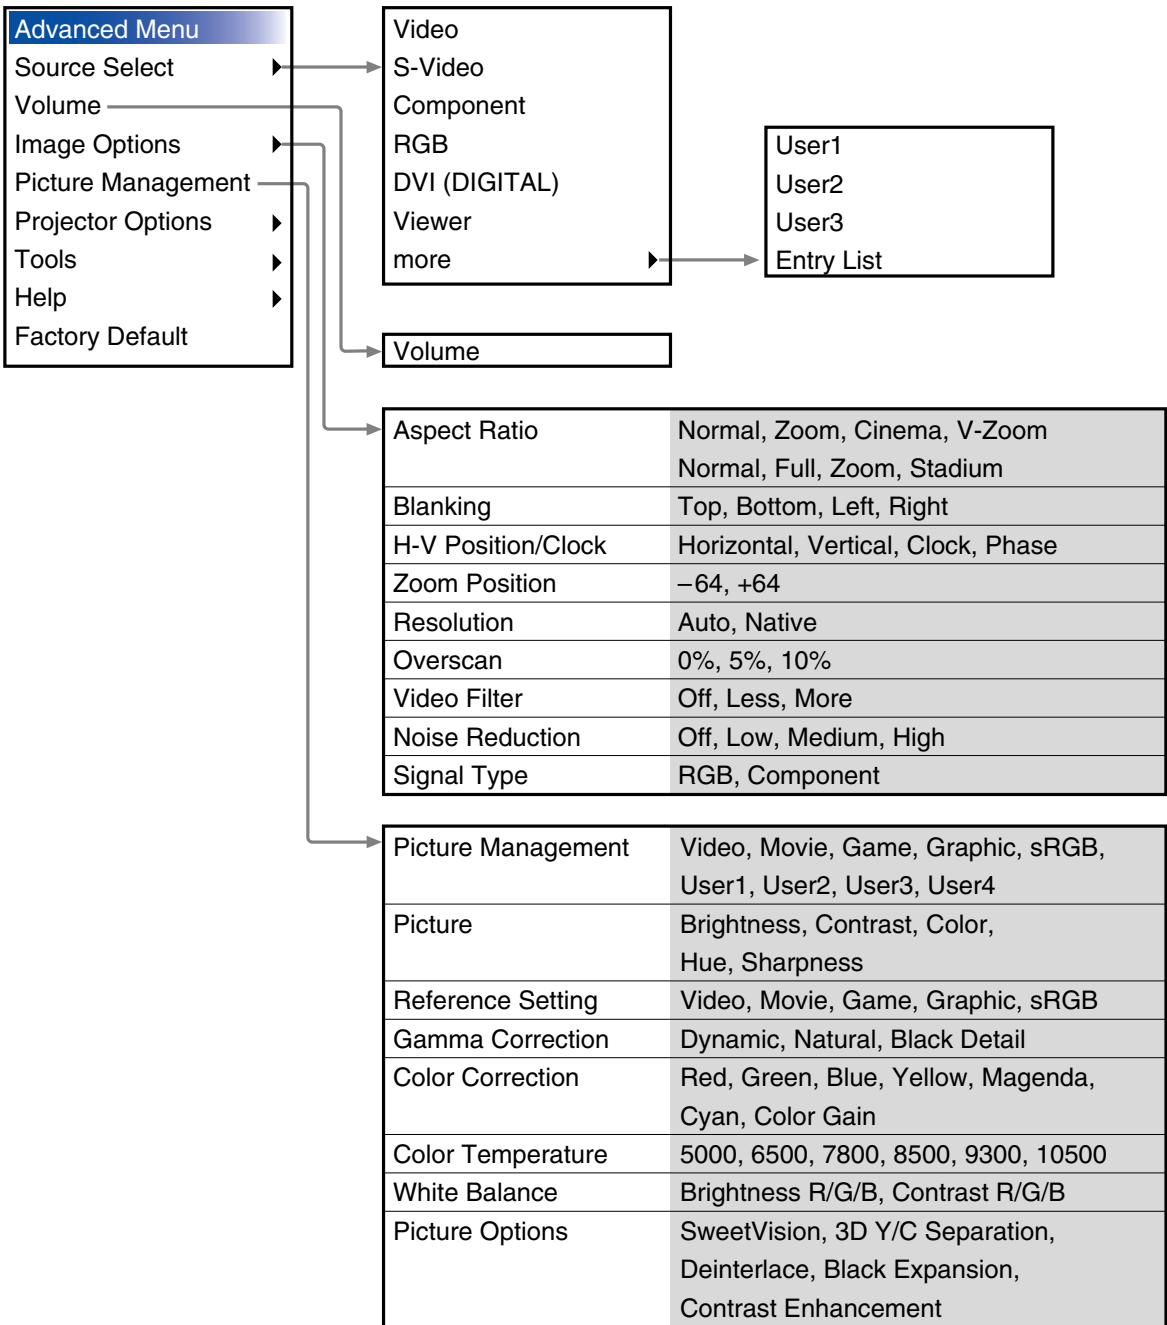 Advanced Menu
Source Select
Volume
Image Options
Picture Management
Projector Options
Tools
Help
Factory Default
Video
S-Video
Component
RGB
DVI (DIGITAL)
Viewer
more
User1
User2
User3
Entry List
Volume
Aspect Ratio Normal, Zoom, Cinema, V-Zoom
Normal, Full, Zoom, Stadium
Blanking Top, Bottom, Left, Right
H-V Position/Clock Horizontal, Vertical, Clock, Phase
Zoom Position –64, +64
Resolution Auto, Native
Overscan 0%, 5%, 10%
Video Filter Off, Less, More
Noise Reduction Off, Low, Medium, High
Signal Type RGB, Component
Picture Management Video, Movie, Game, Graphic, sRGB,
User1, User2, User3, User4
Picture Brightness, Contrast, Color,
Hue, Sharpness
Reference Setting Video, Movie, Game, Graphic, sRGB
Gamma Correction Dynamic, Natural, Black Detail
Color Correction Red, Green, Blue, Yellow, Magenda,
Cyan, Color Gain
Color Temperature 5000, 6500, 7800, 8500, 9300, 10500
White Balance Brightness R/G/B, Contrast R/G/B
Picture Options SweetVision, 3D Y/C Separation,
Deinterlace, Black Expansion,
Contrast Enhancement